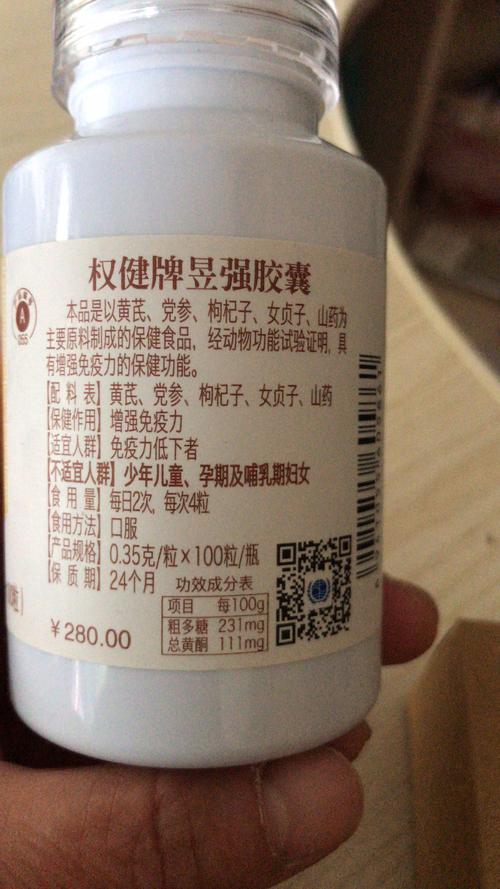 权健牌昱强胶囊
本品是以黄芪、党参、枸杞子、女贞子、山药为
主要原料制成的保健食品，经动物功能试验证明，具
有增强免疫力的保健功能。
【配 料 表】黄芪、党参、枸杞子、女贞子、山药
【保健作用】增强免疫力
【适宜人群】免疫力低下者
【不适宜人群】少年儿童、孕期及哺乳期妇女
【食 用 量】每日2次，每次4粒
【食用方法】口服
【产品规格】0.35克/粒×100粒/瓶
【保 质 期】24个月
功效成分表
项目 每100g
粗多糖 231mg
总黄酮 111mg
￥280.00
A